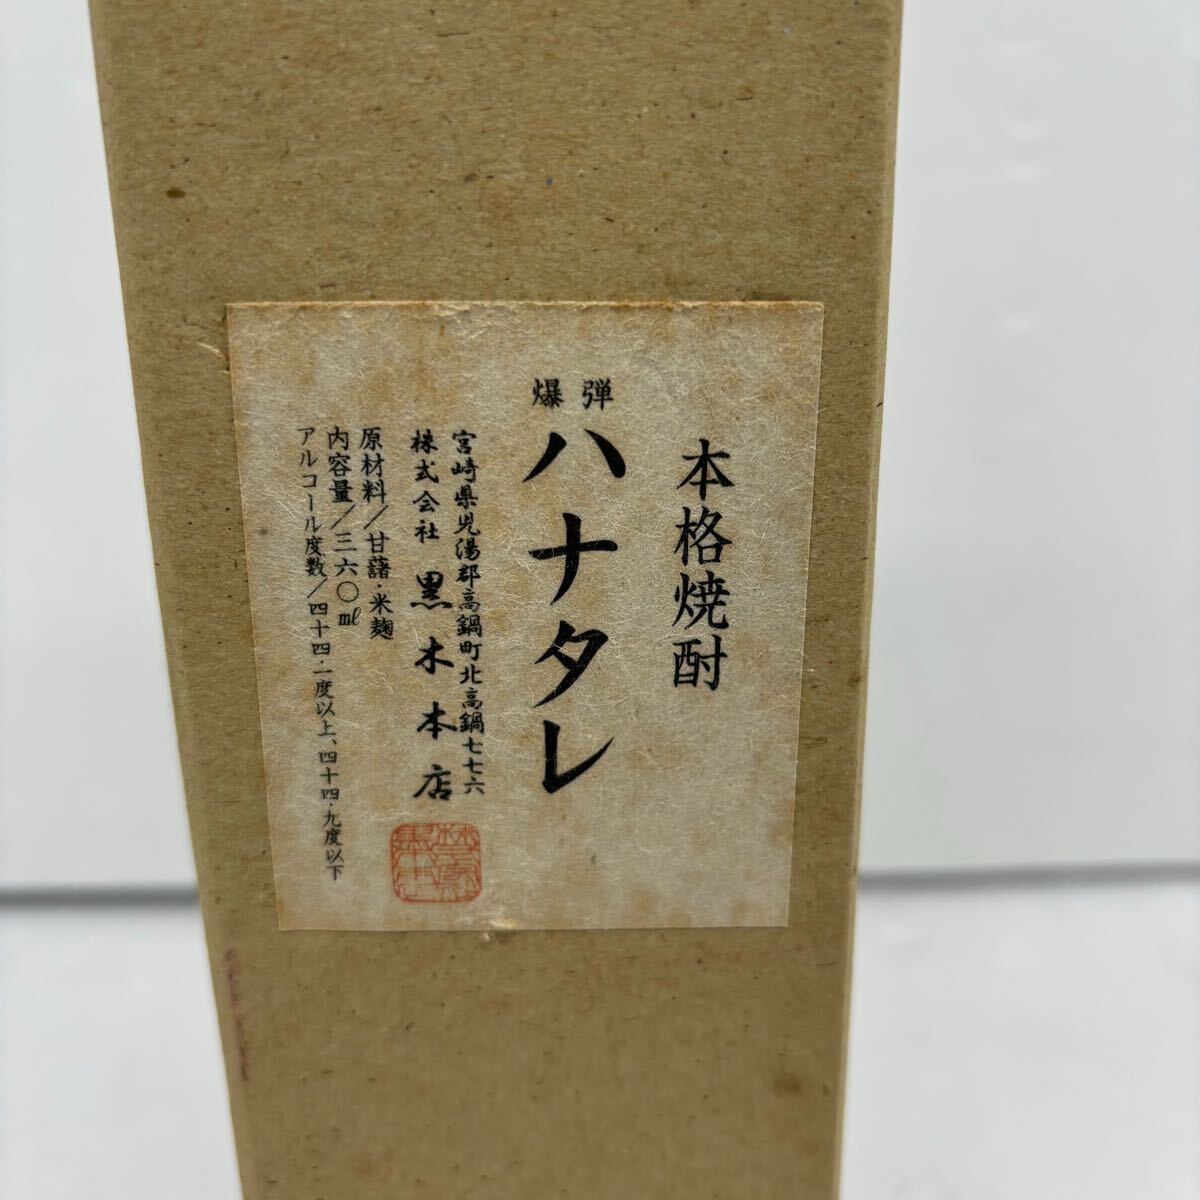 本格焼酎
爆弾
ハナタレ
宮崎県児湯郡高鍋町北高鍋七七六
株式会社 黒木本店
原材料/甘藷・米麹
内容量/三六〇ml
アルコール度数/四十四・一度以上、四十四・九度以下